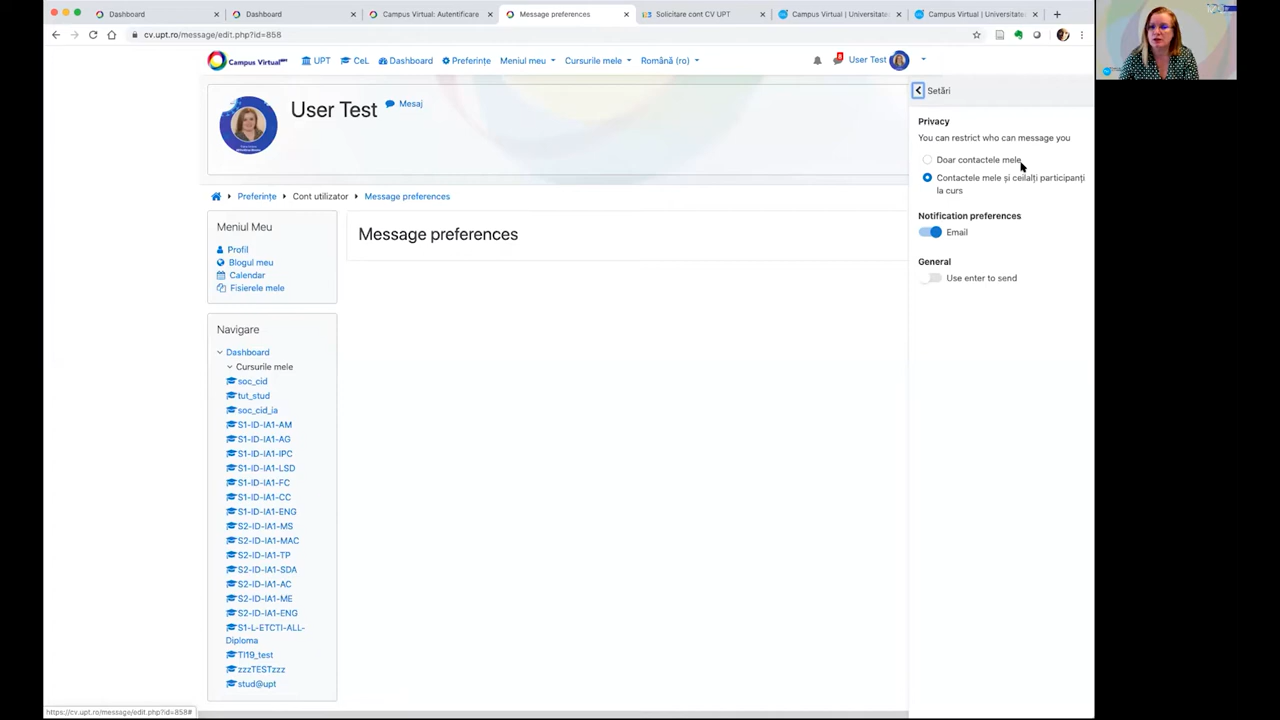 Dashboard
Dashboard
Campus Virtual: Autentificare
Message preferences
Solicitare cont CV UPT
Campus Virtual | Universitate
Campus Virtual | Universitate
cv.upt.ro/message/edit.php?id=858
Campus Virtual UPT
UPT
CeL
Dashboard
Preferințe
Meniul meu
Cursurile mele
Română (ro)
User Test
User Test
Mesaj
Preferințe
Cont utilizator
Message preferences
Meniul Meu
Profil
Blogul meu
Calendar
Fisierele mele
Navigare
Dashboard
Cursurile mele
soc_cid
tut_stud
soc_cid_ia
S1-ID-IA1-AM
S1-ID-IA1-AG
S1-ID-IA1-IPC
S1-ID-IA1-LSD
S1-ID-IA1-FC
S1-ID-IA1-CC
S1-ID-IA1-ENG
S2-ID-IA1-MS
S2-ID-IA1-MAC
S2-ID-IA1-TP
S2-ID-IA1-SDA
S2-ID-IA1-AC
S2-ID-IA1-ME
S2-ID-IA1-ENG
S1-L-ETCTI-ALL-
Diploma
TI19_test
zzzTESTzzz
stud@upt
Message preferences
Setări
Privacy
You can restrict who can message you
Doar contactele mele
Contactele mele și ceilalți participanți
la curs
Notification preferences
Email
General
Use enter to send
https://cv.upt.ro/message/edit.php?id=858#